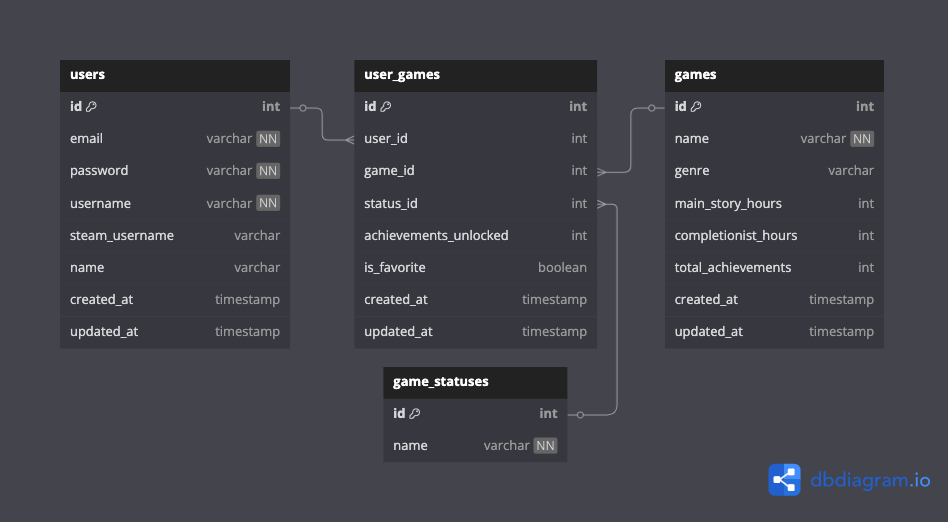 users
id int
email varchar NN
password varchar NN
username varchar NN
steam_username varchar
name varchar
created_at timestamp
updated_at timestamp
user_games
id int
user_id int
game_id int
status_id int
achievements_unlocked int
is_favorite boolean
created_at timestamp
updated_at timestamp
games
id int
name varchar NN
genre varchar
main_story_hours int
completionist_hours int
total_achievements int
created_at timestamp
updated_at timestamp
game_statuses
id int
name varchar NN
dbdiagram.io